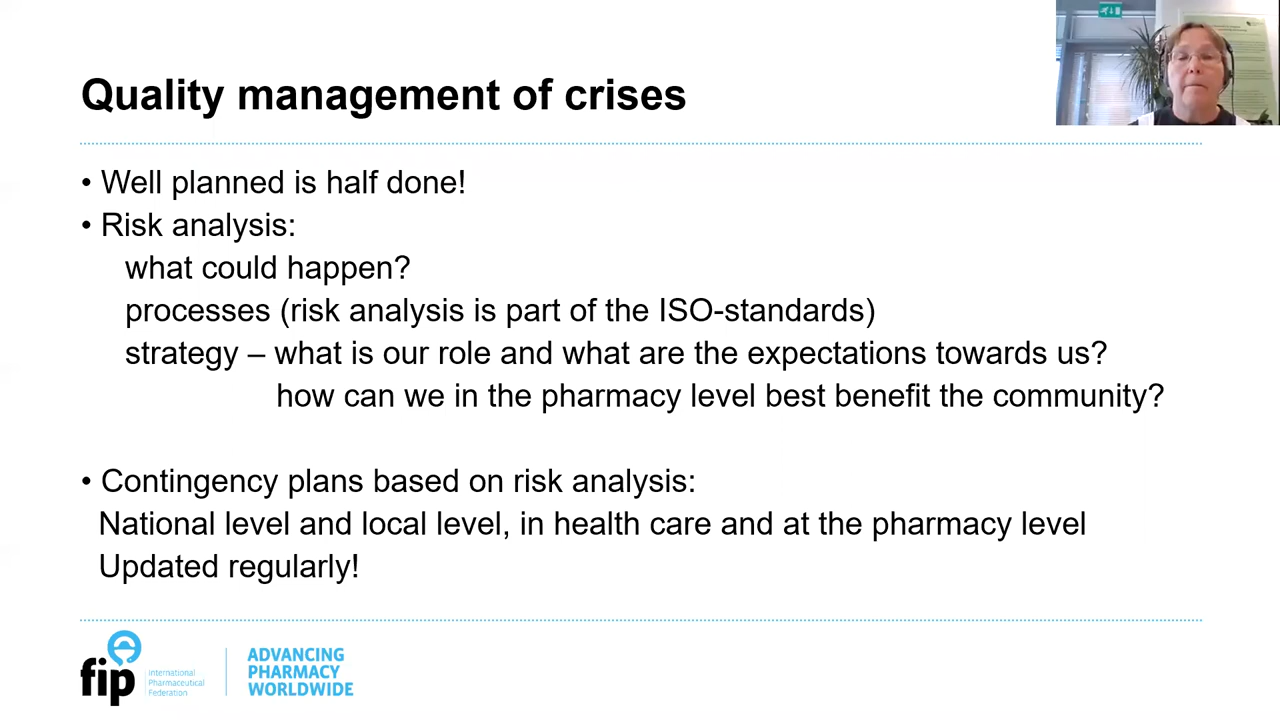 Quality management of crises
• Well planned is half done!
• Risk analysis:
what could happen?
processes (risk analysis is part of the ISO-standards)
strategy – what is our role and what are the expectations towards us?
how can we in the pharmacy level best benefit the community?
• Contingency plans based on risk analysis:
National level and local level, in health care and at the pharmacy level
Updated regularly!
fip
International
Pharmaceutical
Federation
ADVANCING
PHARMACY
WORLDWIDE